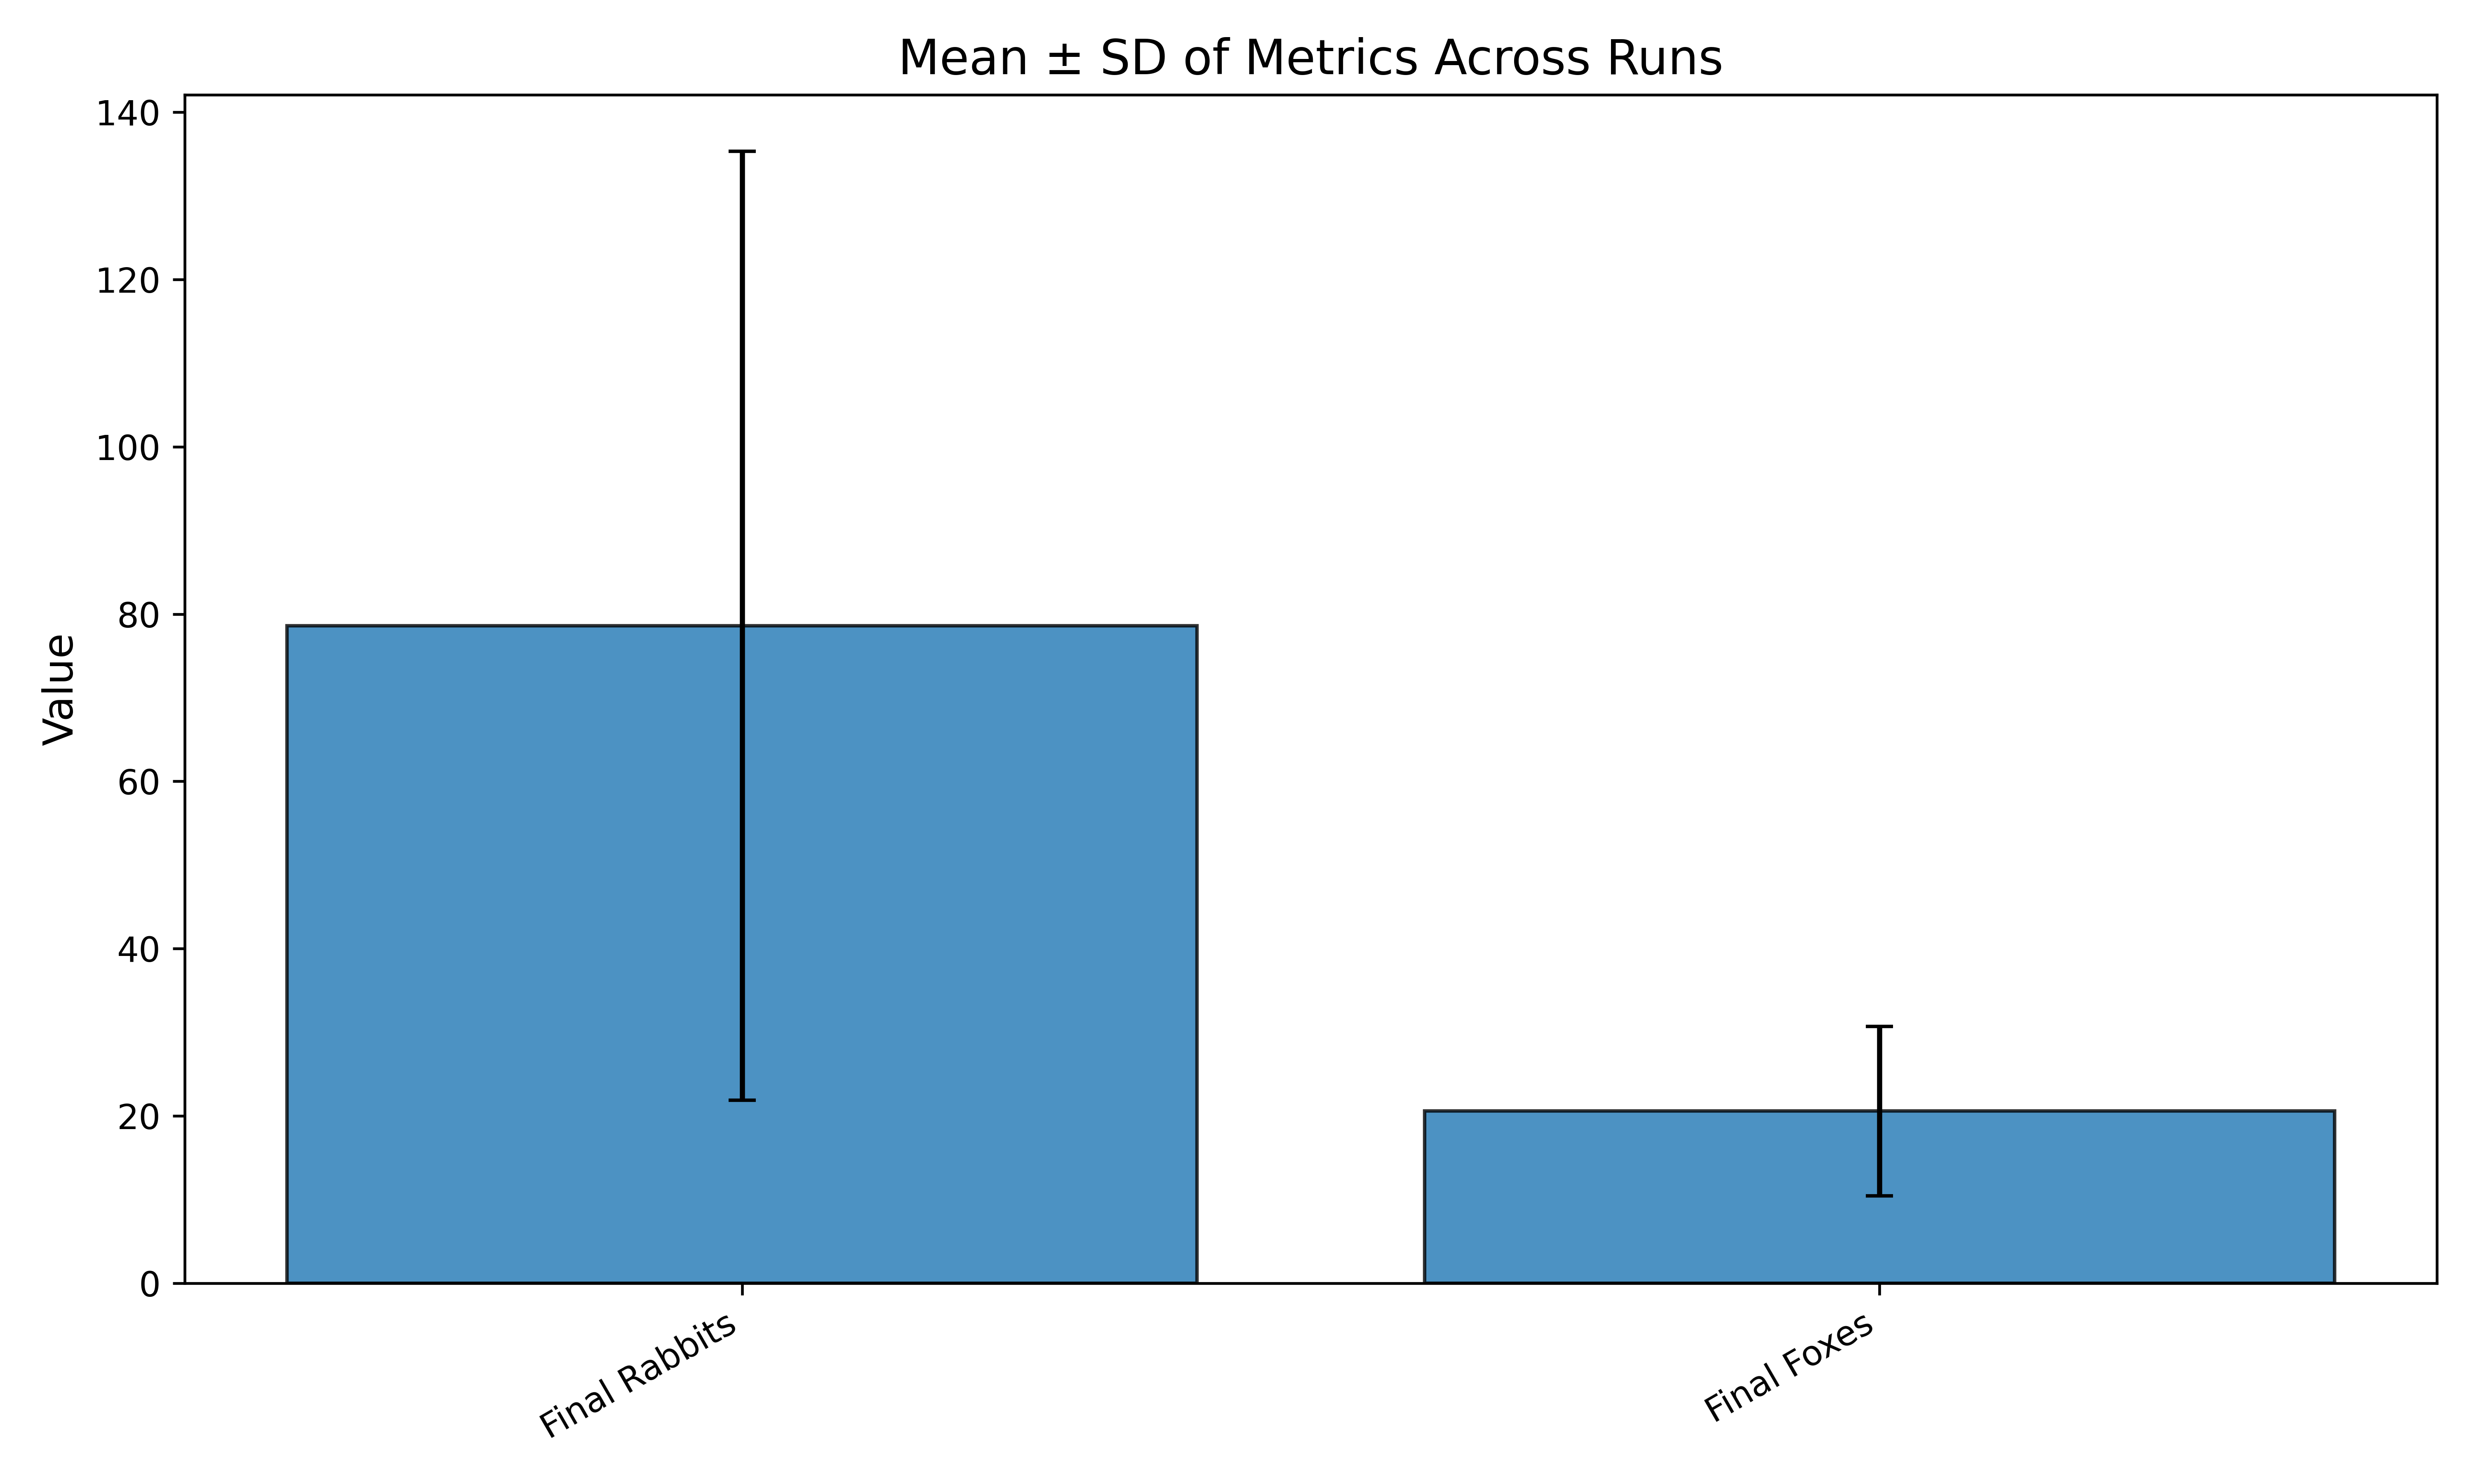 Mean ± SD of Metrics Across Runs
140
120
100
80
60
40
20
0
Value
Final Rabbits
Final Foxes